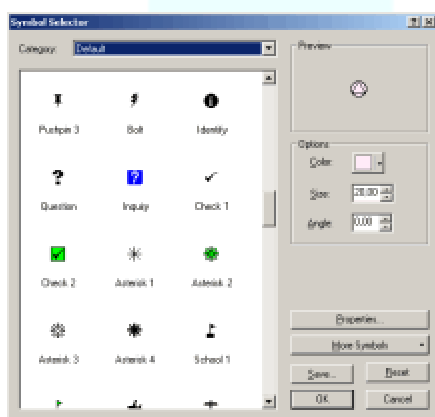 Symbol Selector
Category: Default
Preview
Pushpin 3
Bolt
Identity
Options
Color:
Size: 20.00
Angle: 0.00
Question
Inquiry
Check 1
Check 2
Asterisk 1
Asterisk 2
Asterisk 3
Asterisk 4
School 1
Properties...
More Symbols
Save...
Reset
OK
Cancel